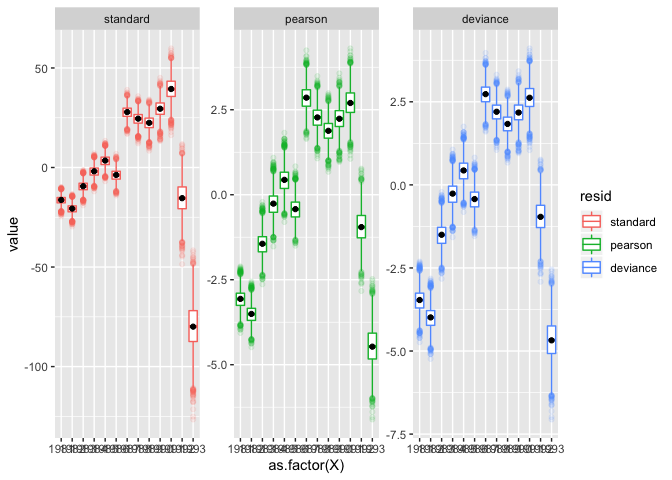 standard pearson deviance
50
0
-50
-100
2.5
0.0
-2.5
-5.0
2.5
0.0
-2.5
-5.0
-7.5
value
as.factor(X)
resid
standard
pearson
deviance